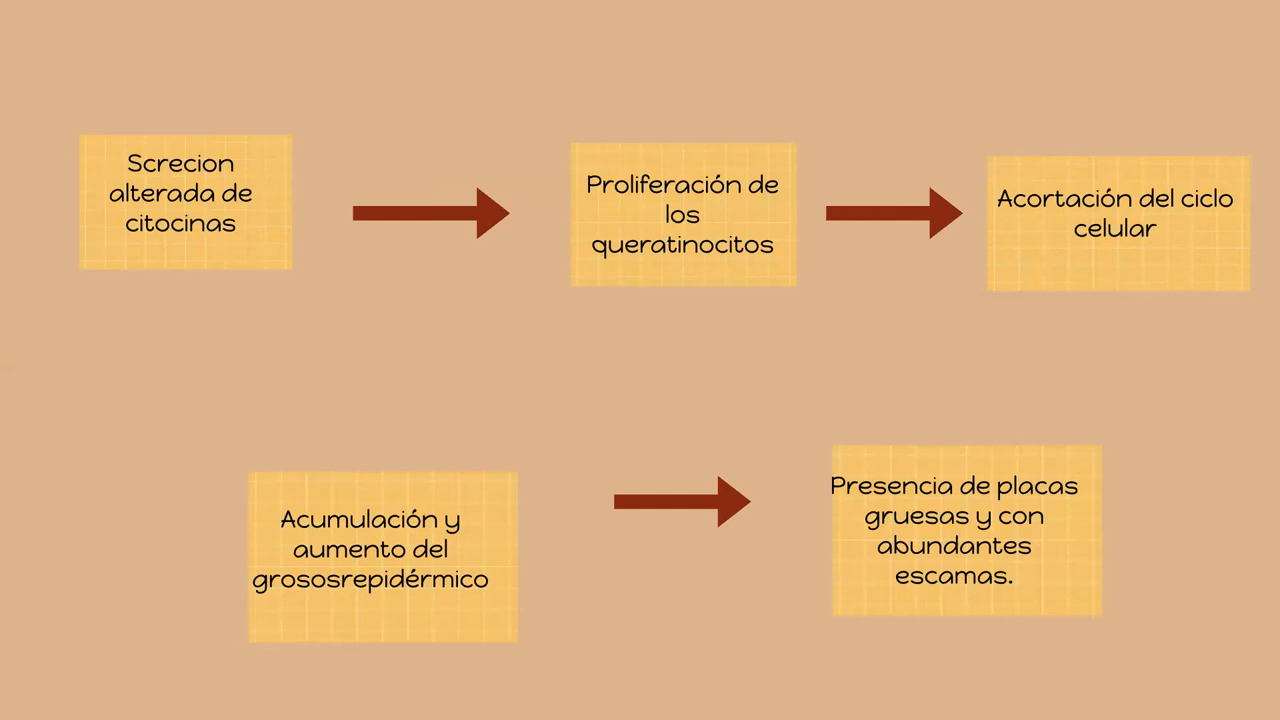 Screcion
alterada de
citocinas
Proliferación de
los
queratinocitos
Acortación del ciclo
celular
Acumulación y
aumento del
grososrepidérmico
Presencia de placas
gruesas y con
abundantes
escamas.